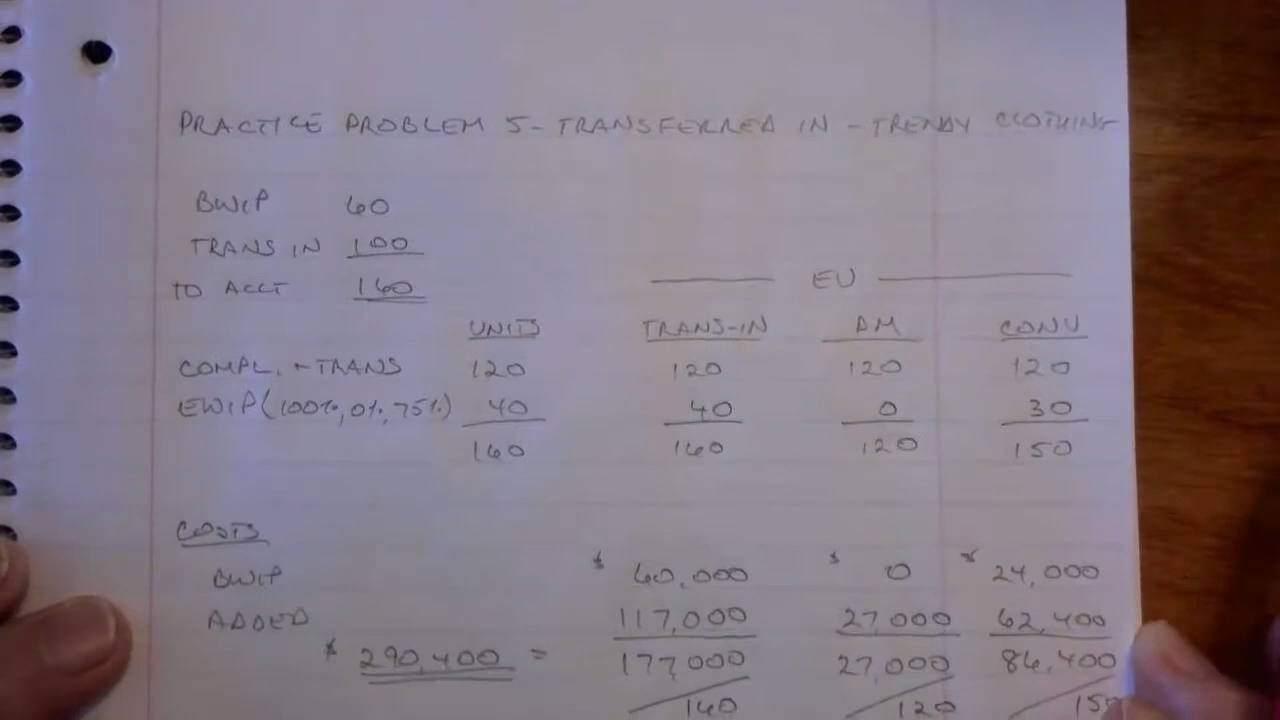 PRACTICE PROBLEM 5 - TRANSFERRED IN - TRENDY CLOTHING
BWIP 60
TRANS IN 100
TO ACCT 160
EU
UNITS TRANS-IN DM CONV
COMPL. + TRANS 120 120 120 120
EWIP (100%, 0%, 75%) 40 40 0 30
160 160 120 150
COSTS
BWIP $ 60,000 $ 0 $ 24,000
ADDED 117,000 27,000 62,400
$ 290,400 = 177,000 27,000 86,400
/160 /120 /150